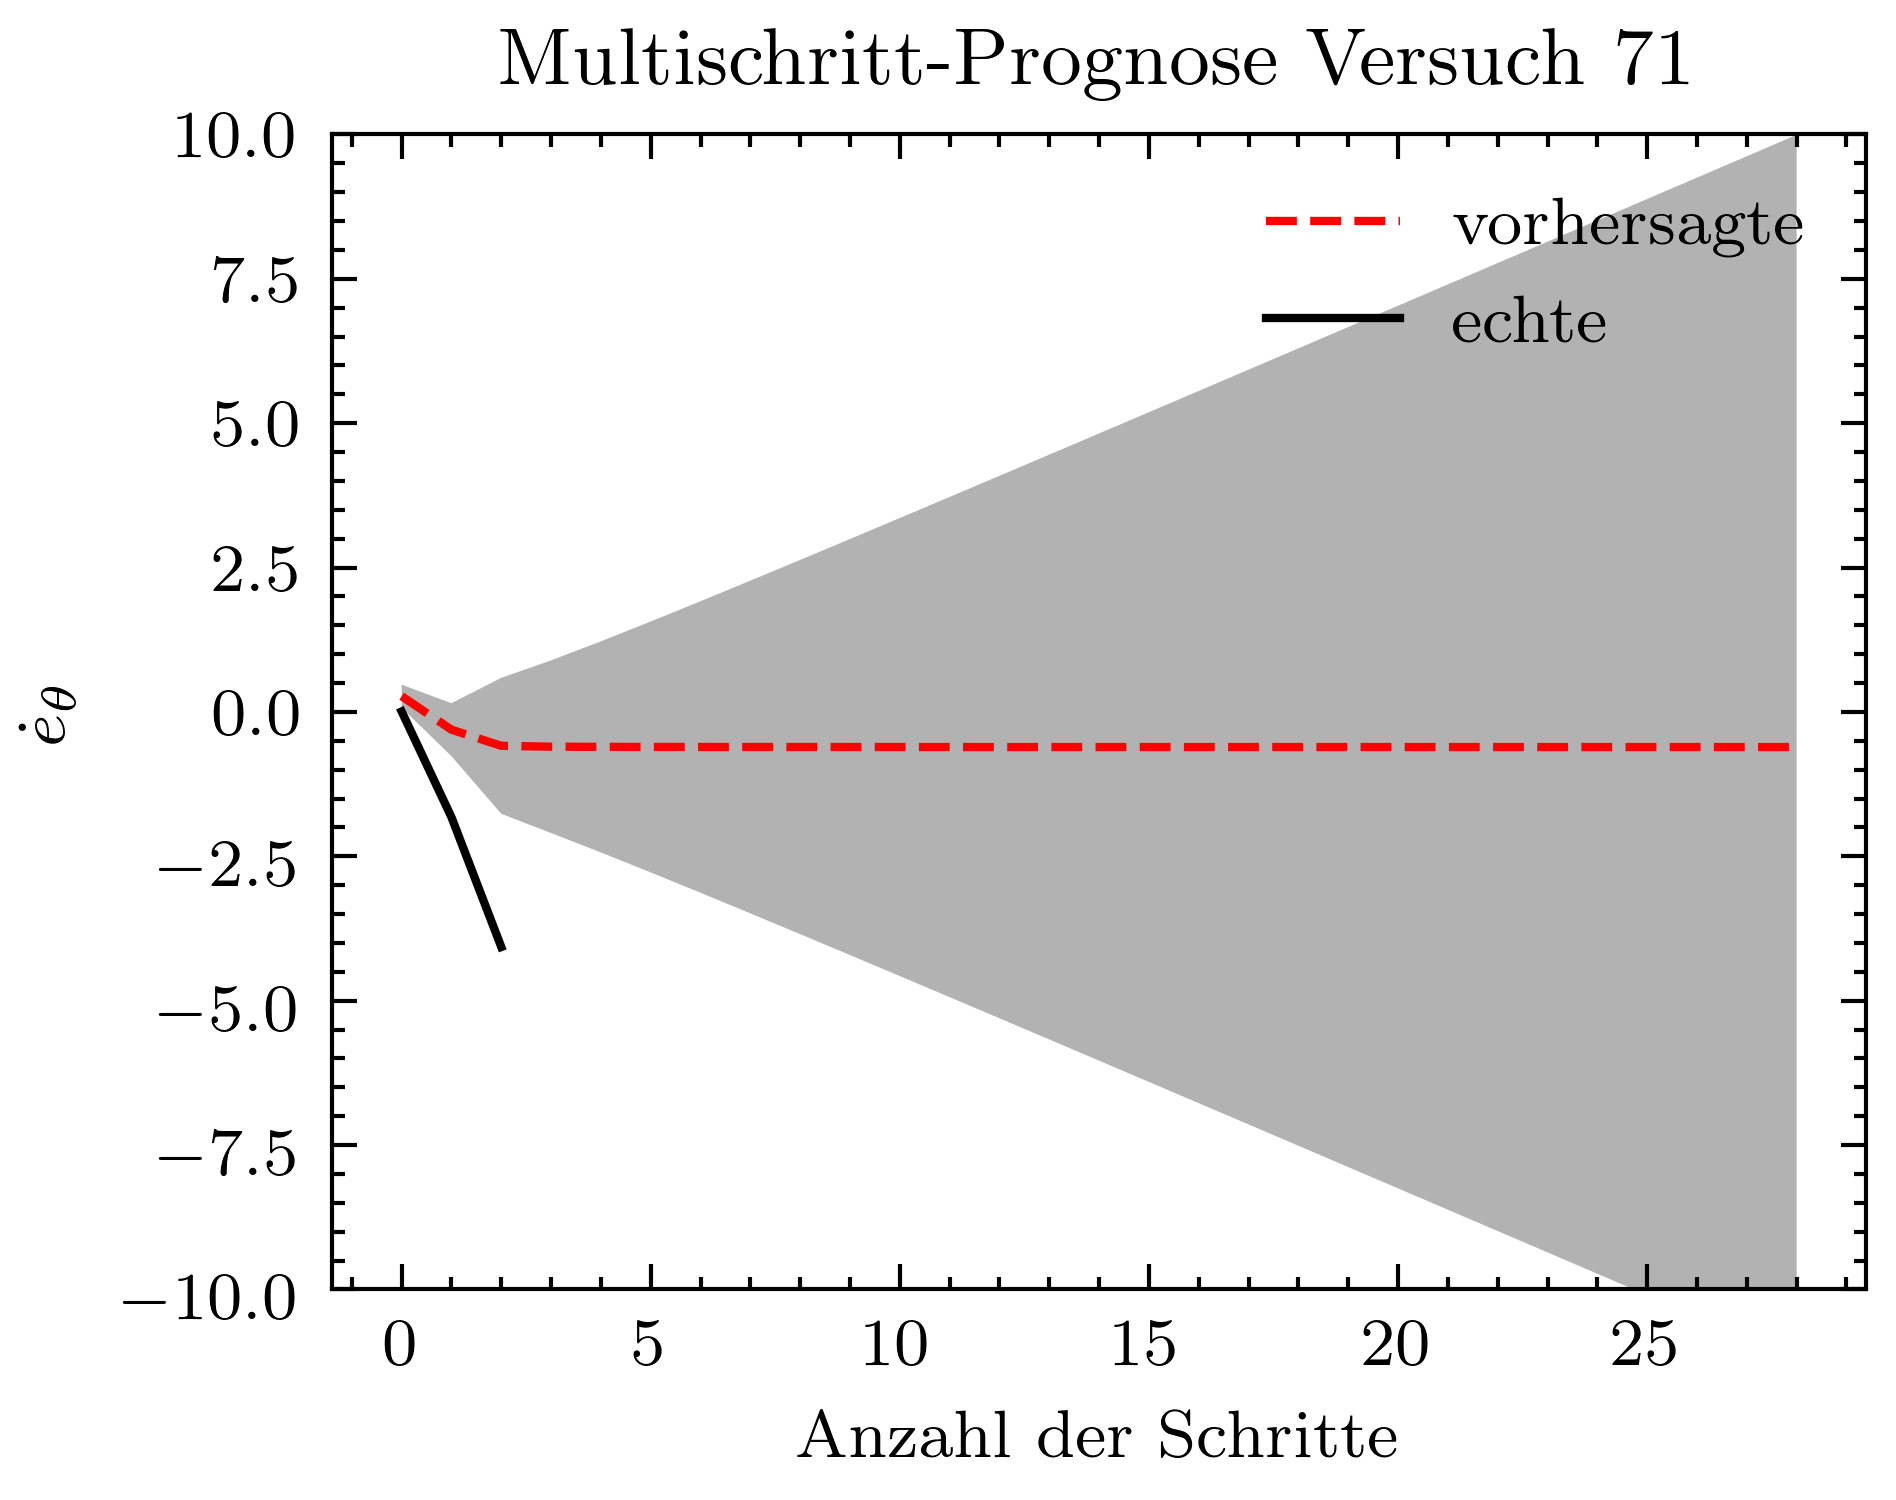 Multischritt-Prognose Versuch 71
10.0
7.5
5.0
2.5
0.0
−2.5
−5.0
−7.5
−10.0
ė_θ
vorhersagte
echte
0 5 10 15 20 25
Anzahl der Schritte